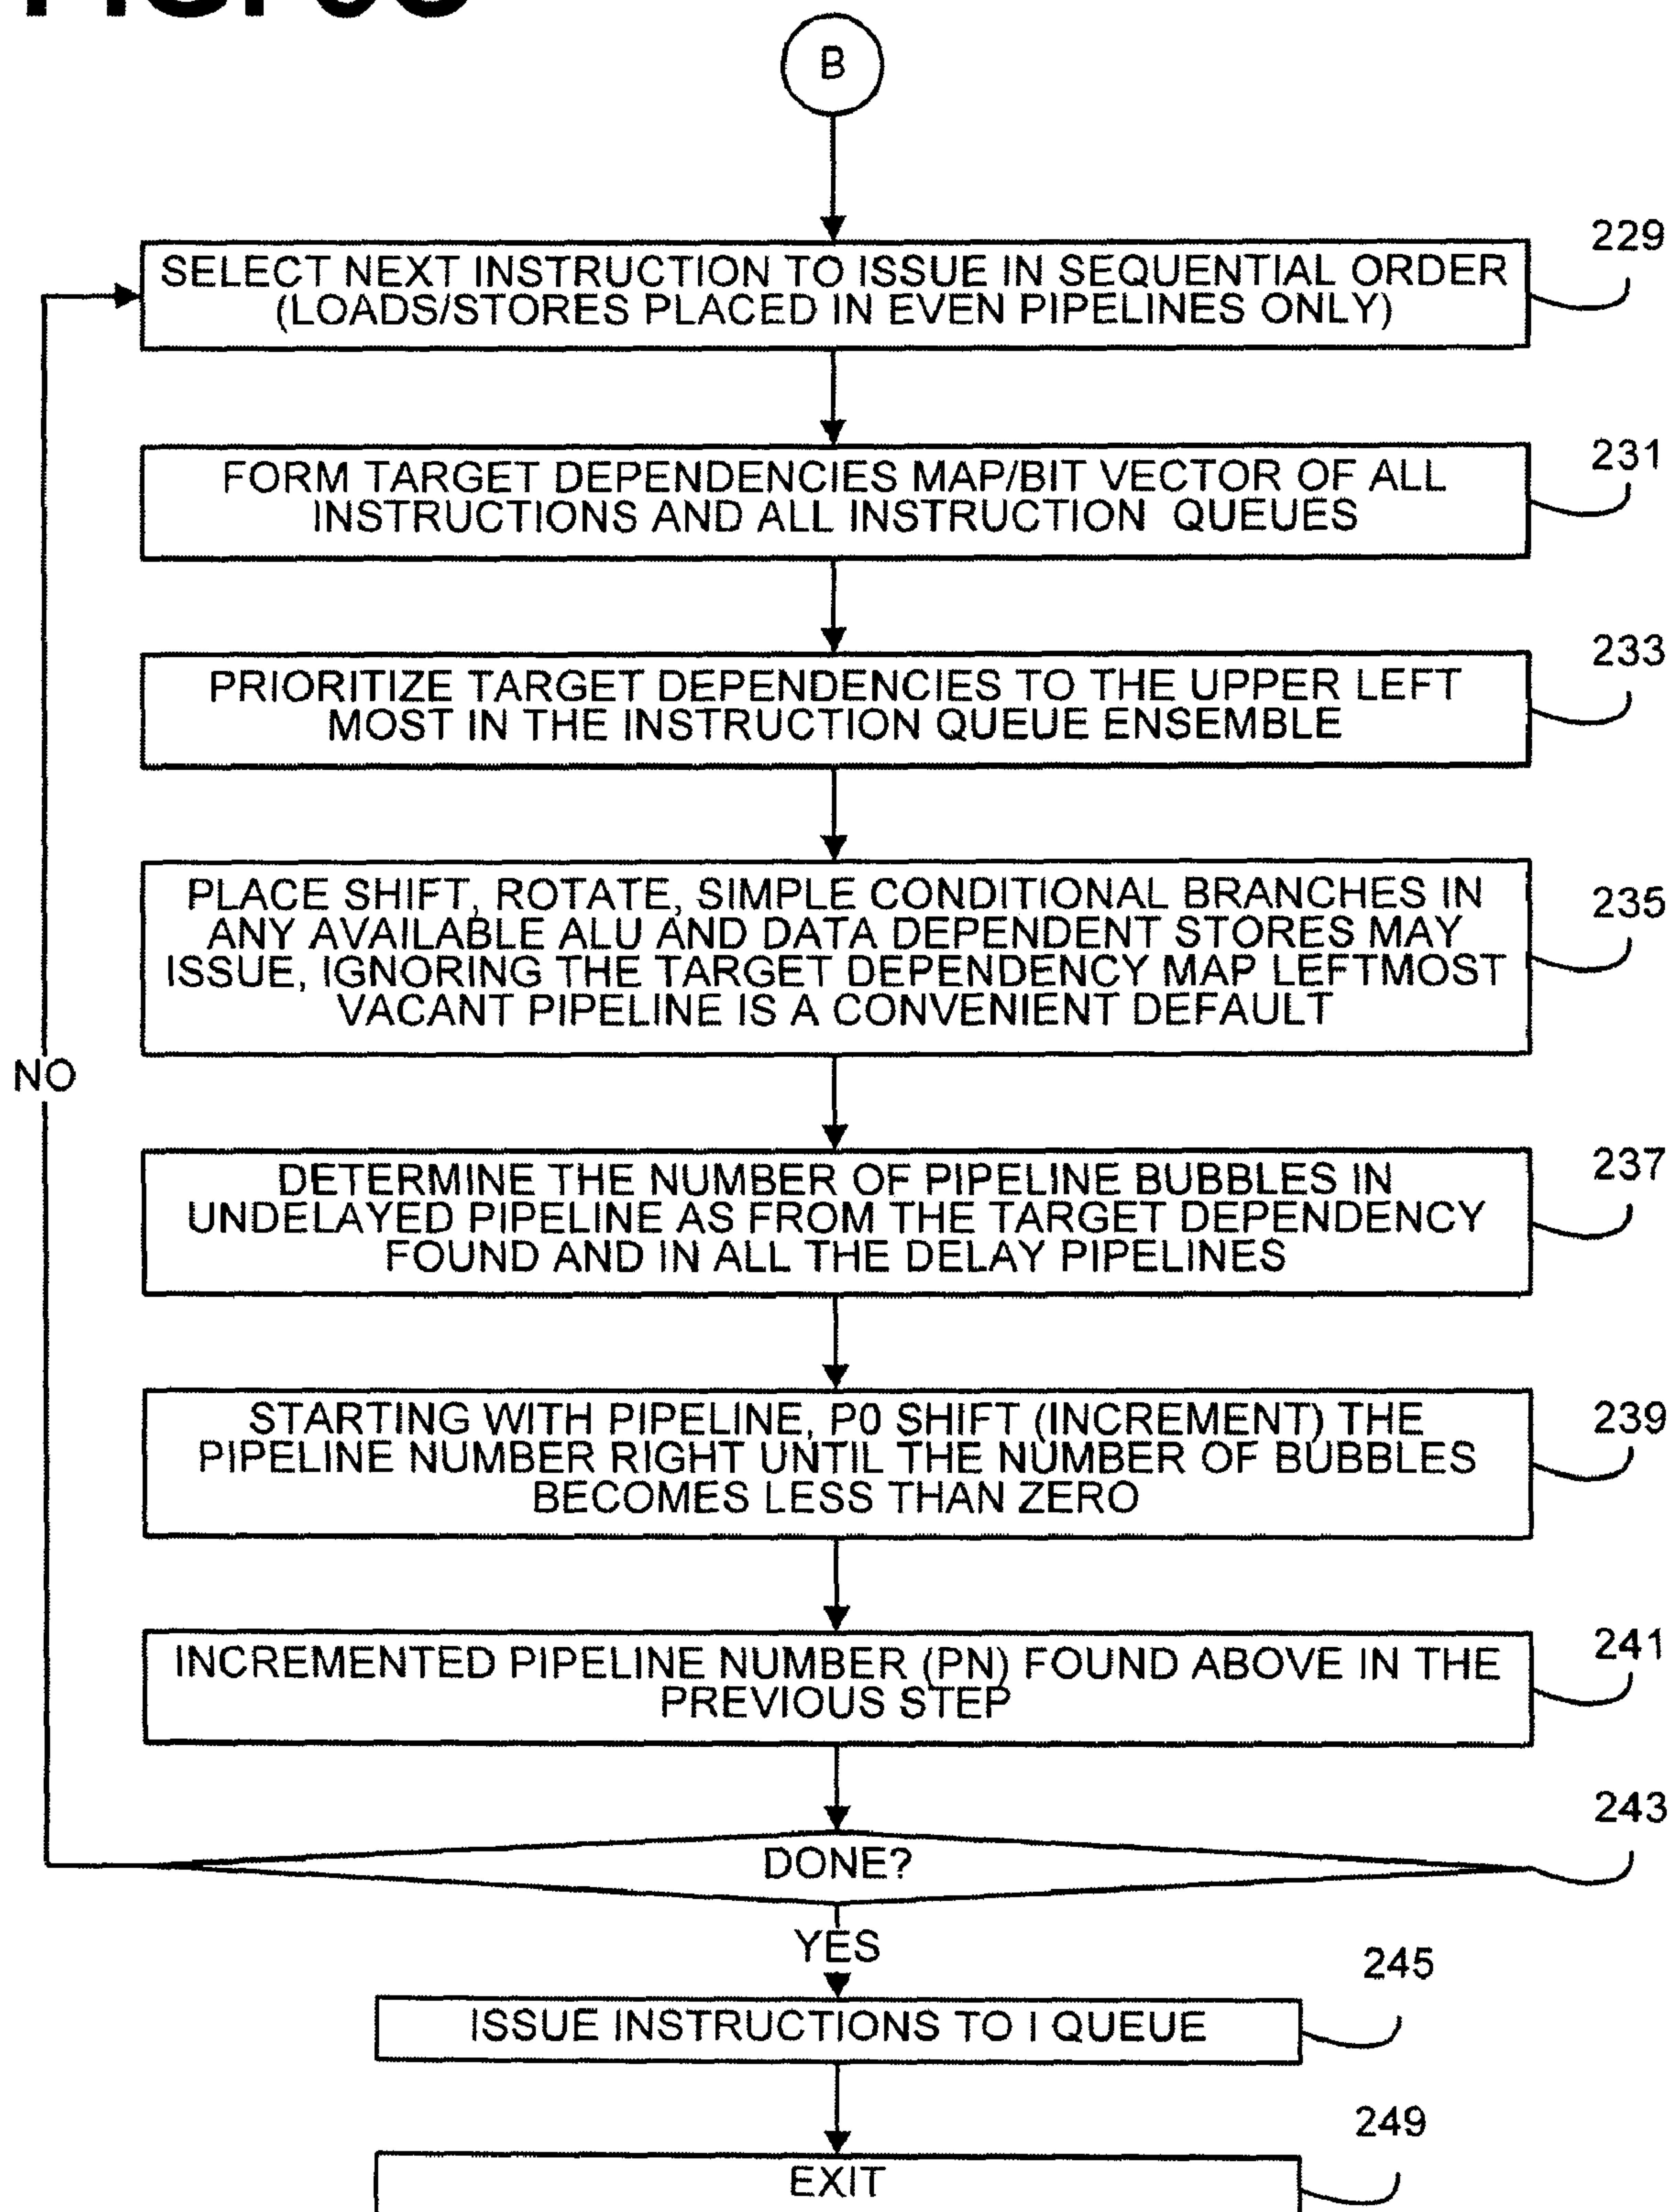 B
229
SELECT NEXT INSTRUCTION TO ISSUE IN SEQUENTIAL ORDER
(LOADS/STORES PLACED IN EVEN PIPELINES ONLY)
231
FORM TARGET DEPENDENCIES MAP/BIT VECTOR OF ALL
INSTRUCTIONS AND ALL INSTRUCTION QUEUES
233
PRIORITIZE TARGET DEPENDENCIES TO THE UPPER LEFT
MOST IN THE INSTRUCTION QUEUE ENSEMBLE
235
PLACE SHIFT, ROTATE, SIMPLE CONDITIONAL BRANCHES IN
ANY AVAILABLE ALU AND DATA DEPENDENT STORES MAY
ISSUE, IGNORING THE TARGET DEPENDENCY MAP LEFTMOST
VACANT PIPELINE IS A CONVENIENT DEFAULT
NO
237
DETERMINE THE NUMBER OF PIPELINE BUBBLES IN
UNDELAYED PIPELINE AS FROM THE TARGET DEPENDENCY
FOUND AND IN ALL THE DELAY PIPELINES
239
STARTING WITH PIPELINE, P0 SHIFT (INCREMENT) THE
PIPELINE NUMBER RIGHT UNTIL THE NUMBER OF BUBBLES
BECOMES LESS THAN ZERO
241
INCREMENTED PIPELINE NUMBER (PN) FOUND ABOVE IN THE
PREVIOUS STEP
243
DONE?
YES
245
ISSUE INSTRUCTIONS TO I QUEUE
249
EXIT